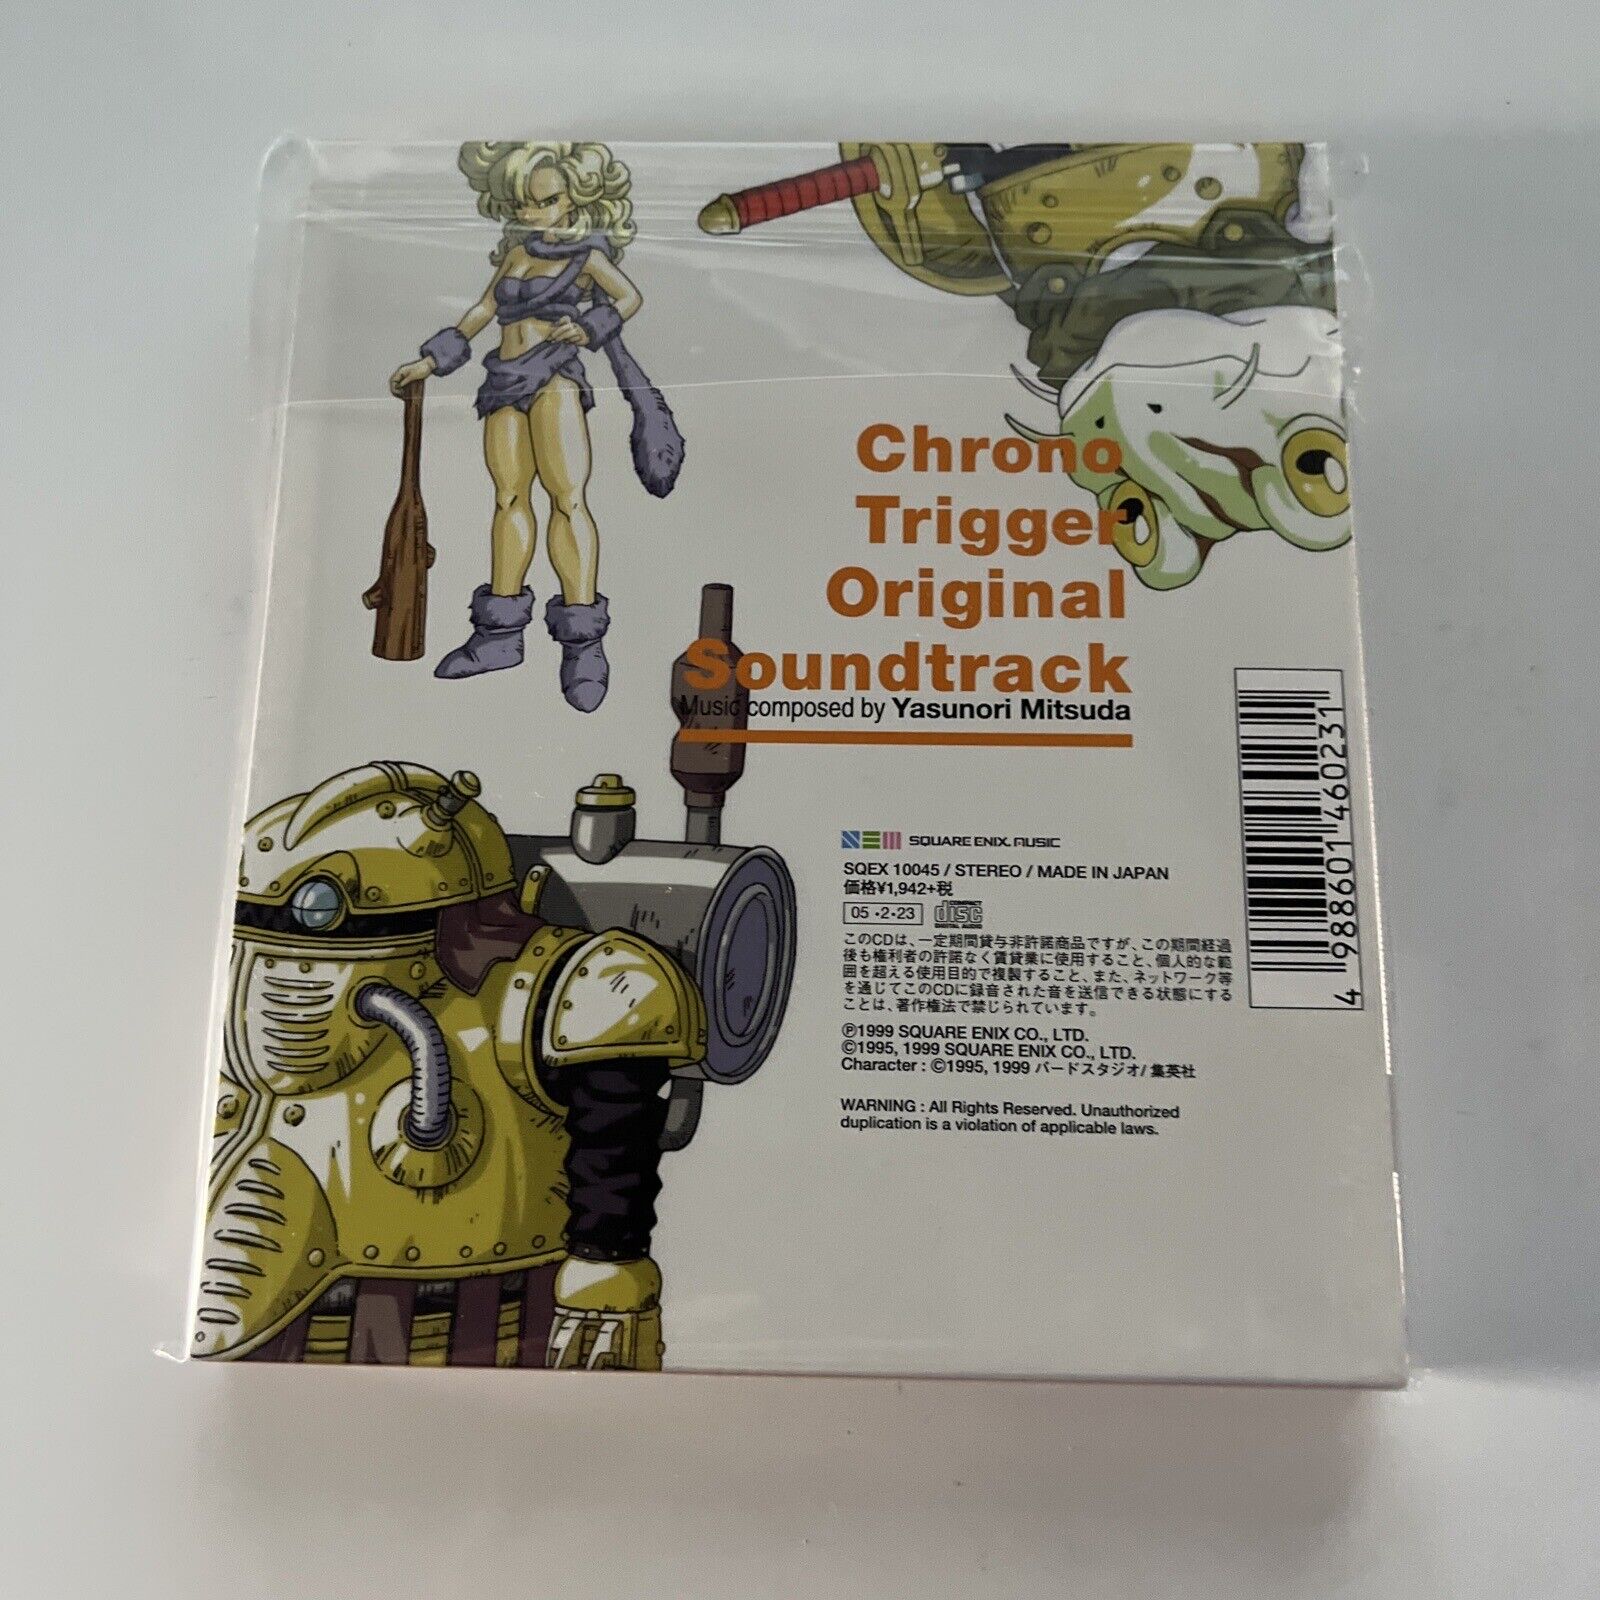 Chrono
Trigger
Original
Soundtrack
Music composed by Yasunori Mitsuda
SQUARE ENIX MUSIC
SQEX 10045 / STEREO / MADE IN JAPAN
価格¥1,942+税
05・2・23 COMPACT disc DIGITAL AUDIO
このCDは、一定期間貸与非許諾商品ですが、この期間経過
後も権利者の許諾なく賃貸業に使用すること、個人的な範
囲を超える使用目的で複製すること、また、ネットワーク等
を通じてこのCDに録音された音を送信できる状態にする
ことは、著作権法で禁じられています。
℗1999 SQUARE ENIX CO., LTD.
©1995, 1999 SQUARE ENIX CO., LTD.
Character : ©1995, 1999 バードスタジオ/ 集英社
WARNING : All Rights Reserved. Unauthorized
duplication is a violation of applicable laws.
4 988601 460231